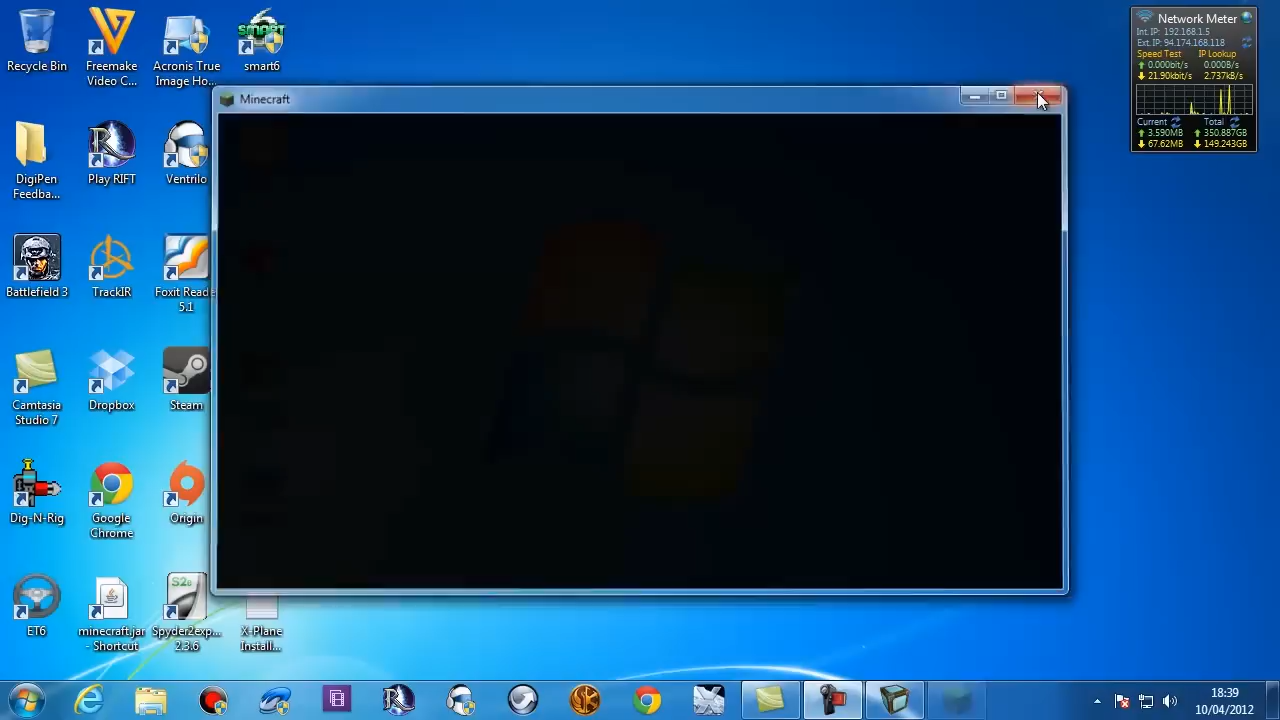 Recycle Bin
Freemake
Video C...
Acronis True
Image Ho...
SMART
smart6
Network Meter
Int. IP: 192.168.1.5
Ext. IP: 94.174.168.118
Speed Test
IP Lookup
0.000bit/s
0.000B/s
21.90kbit/s
2.737kB/s
Current
Total
3.590MB
350.887GB
67.62MB
149.243GB
Minecraft
DigiPen
Feedba...
Play RIFT
Ventrilo
Battlefield 3
TrackIR
Foxit Reade
5.1
Camtasia
Studio 7
Dropbox
Steam
Dig-N-Rig
Google
Chrome
Origin
S2
ET6
minecraft.jar
- Shortcut
Spyder2exp...
2.3.6
X-Plane
Install...
18:39
10/04/2012